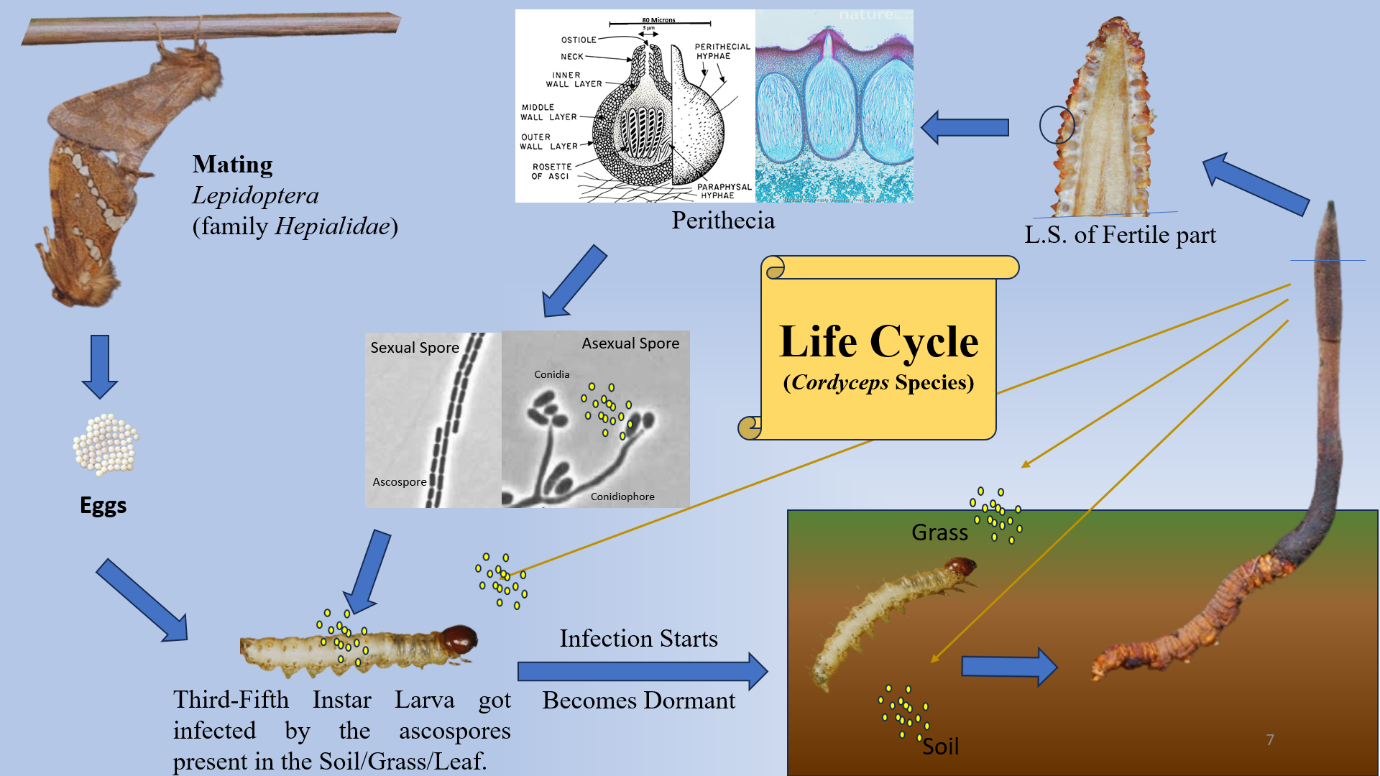 Mating
Lepidoptera
(family Hepialidae)
Eggs
80 Microns
5 µm
OSTIOLE
NECK
INNER
WALL LAYER
MIDDLE
WALL LAYER
OUTER
WALL LAYER
ROSETTE
OF ASCI
PERITHECIAL
HYPHAE
PARAPHYSAL
HYPHAE
nature
Perithecia
L.S. of Fertile part
Life Cycle
(Cordyceps Species)
Sexual Spore
Ascospore
Asexual Spore
Conidia
Conidiophore
Third-Fifth Instar Larva got
infected by the ascospores
present in the Soil/Grass/Leaf.
Infection Starts
Becomes Dormant
Grass
Soil
7